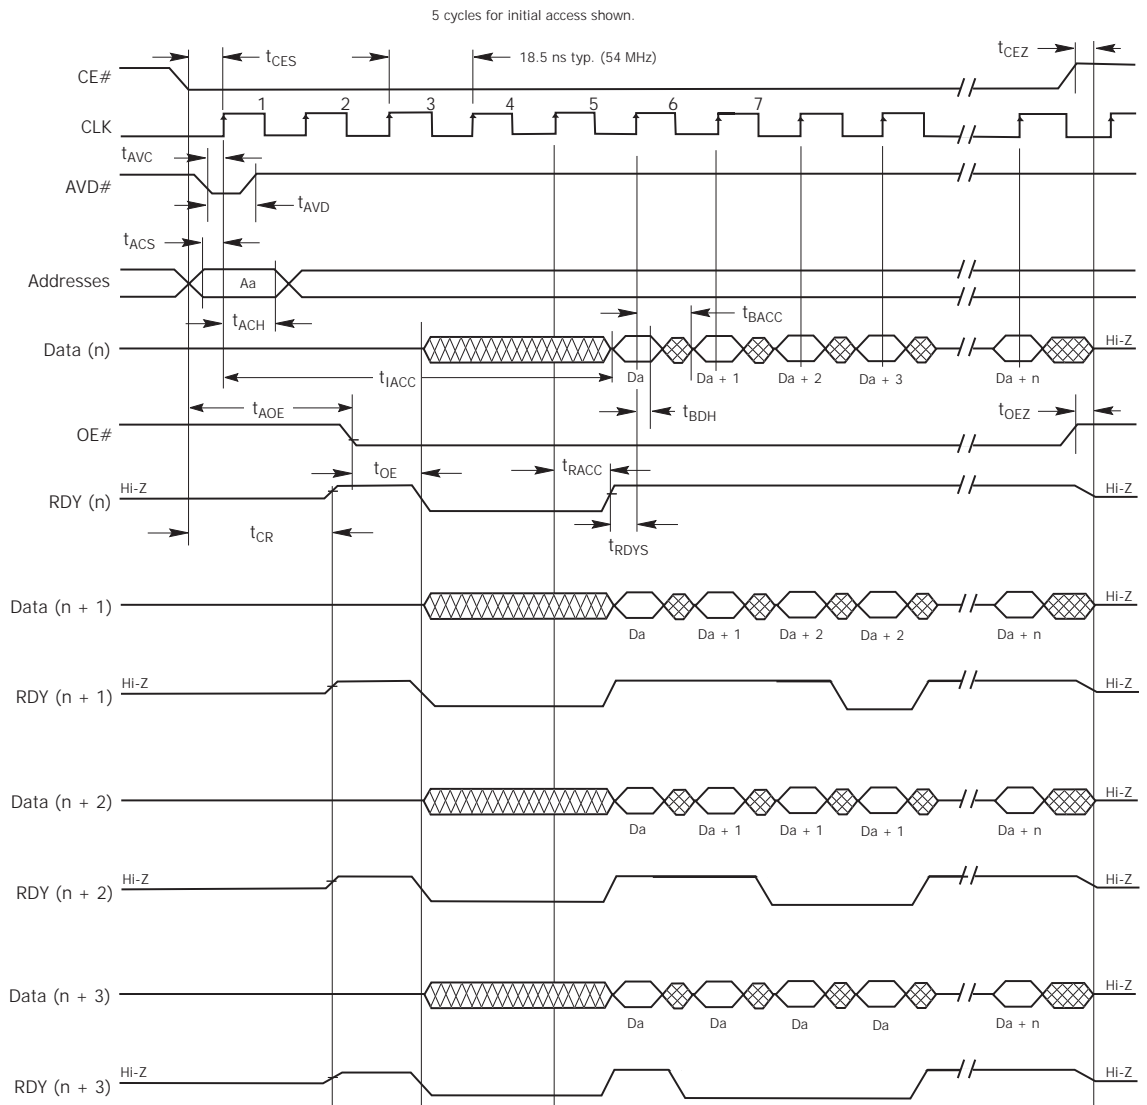 5 cycles for initial access shown.
tCES
18.5 ns typ. (54 MHz)
tCEZ
CE#
1 2 3 4 5 6 7
CLK
tAVC
AVD#
tAVD
tACS
Addresses
Aa
tACH
tBACC
Data (n)
Hi-Z
Da Da + 1 Da + 2 Da + 3 Da + n
tIACC
tAOE
tBDH
tOEZ
OE#
tOE
tRACC
Hi-Z
Hi-Z
RDY (n)
tCR
tRDYS
Data (n + 1)
Hi-Z
Da Da + 1 Da + 2 Da + 2 Da + n
Hi-Z
Hi-Z
RDY (n + 1)
Data (n + 2)
Hi-Z
Da Da + 1 Da + 1 Da + 1 Da + n
Hi-Z
Hi-Z
RDY (n + 2)
Data (n + 3)
Hi-Z
Da Da Da Da Da + n
Hi-Z
Hi-Z
RDY (n + 3)